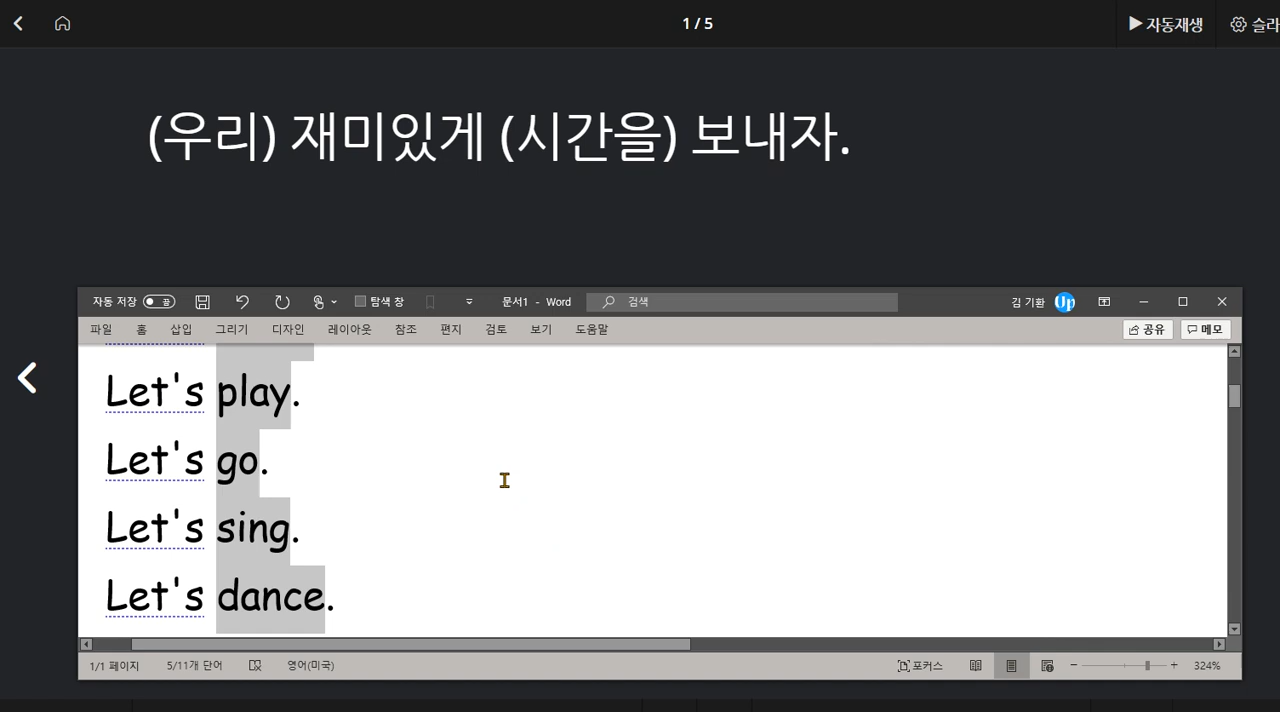 1 / 5
자동재생
슬라
(우리) 재미있게 (시간을) 보내자.
자동 저장 끔 탐색 창 문서1 - Word 검색 김 기환 Up
파일 홈 삽입 그리기 디자인 레이아웃 참조 편지 검토 보기 도움말 공유 메모
Let's play.
Let's go.
Let's sing.
Let's dance.
1/1 페이지 5/11개 단어 영어(미국) 포커스 324%